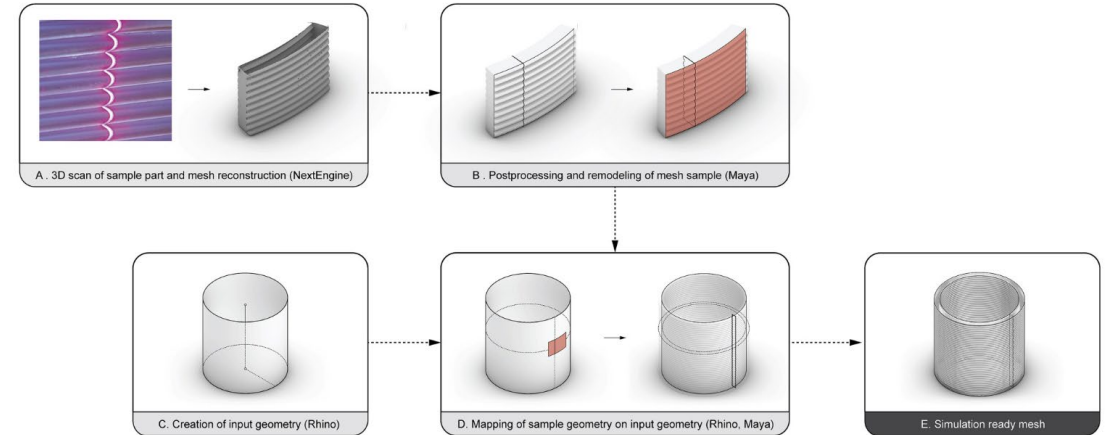 A . 3D scan of sample part and mesh reconstruction (NextEngine)
B . Postprocessing and remodeling of mesh sample (Maya)
C. Creation of input geometry (Rhino)
D. Mapping of sample geometry on input geometry (Rhino, Maya)
E. Simulation ready mesh